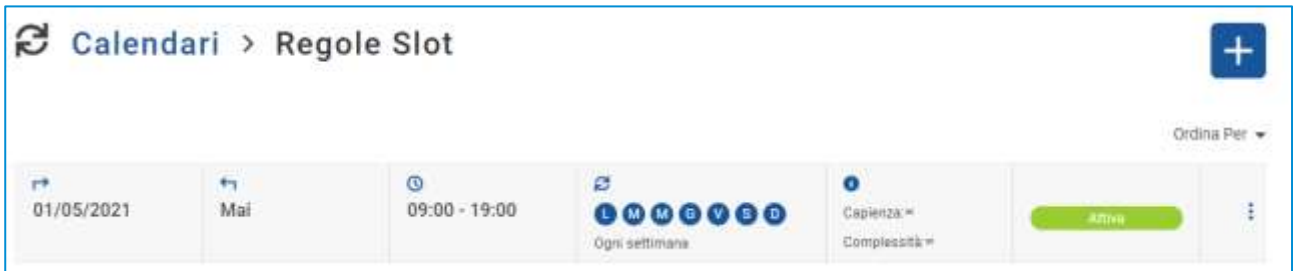 Calendari > Regole Slot
Ordina Per
01/05/2021
Mai
09:00 - 19:00
L M M G V S D
Ogni settimana
Capienza:∞
Complessità:∞
Attiva